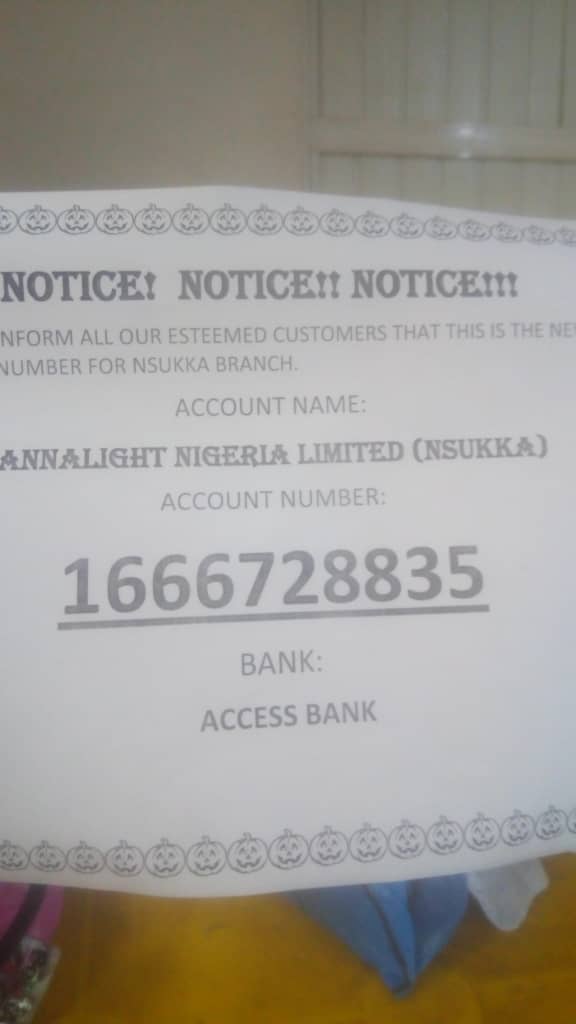 NOTICE! NOTICE!! NOTICE!!!
NFORM ALL OUR ESTEEMED CUSTOMERS THAT THIS IS THE NE
NUMBER FOR NSUKKA BRANCH.
ACCOUNT NAME:
ANNALIGHT NIGERIA LIMITED (NSUKKA)
ACCOUNT NUMBER:
1666728835
BANK:
ACCESS BANK